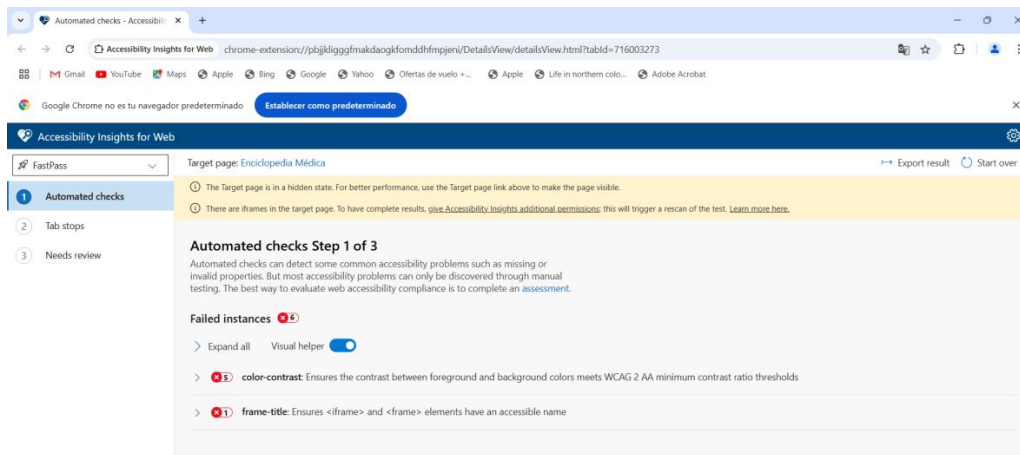 Automated checks - Accessibili
Accessibility Insights for Web
chrome-extension://pbjjkligggfmakdaogkfomddhfmpjeni/DetailsView/detailsView.html?tabId=716003273
Gmail YouTube Maps Apple Bing Google Yahoo Ofertas de vuelo +... Apple Life in northern colo... Adobe Acrobat
Google Chrome no es tu navegador predeterminado Establecer como predeterminado
Accessibility Insights for Web
FastPass
Target page: Enciclopedia Médica
Export result Start over
The Target page is in a hidden state. For better performance, use the Target page link above to make the page visible.
There are iframes in the target page. To have complete results, give Accessibility Insights additional permissions; this will trigger a rescan of the test. Learn more here.
1 Automated checks
2 Tab stops
3 Needs review
Automated checks Step 1 of 3
Automated checks can detect some common accessibility problems such as missing or
invalid properties. But most accessibility problems can only be discovered through manual
testing. The best way to evaluate web accessibility compliance is to complete an assessment.
Failed instances 6
Expand all Visual helper
5 color-contrast: Ensures the contrast between foreground and background colors meets WCAG 2 AA minimum contrast ratio thresholds
1 frame-title: Ensures <iframe> and <frame> elements have an accessible name